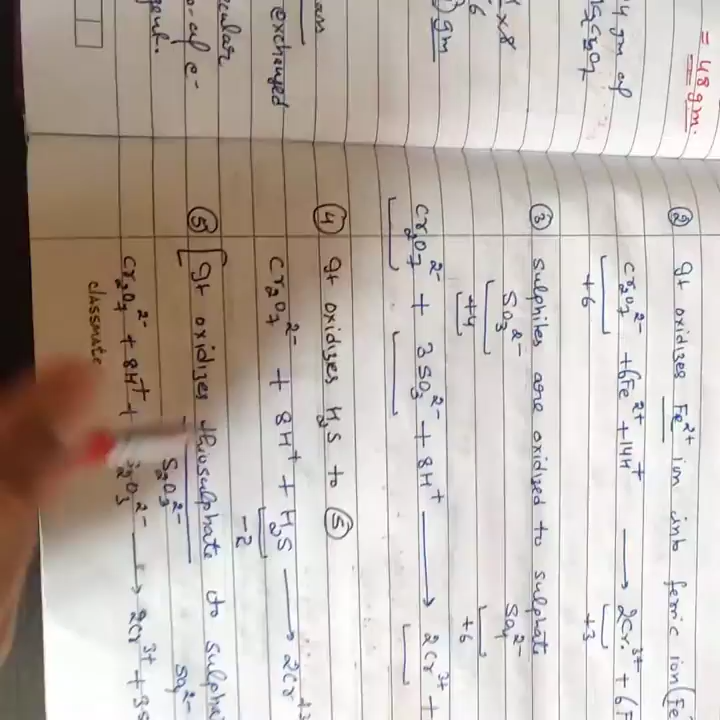 = 48 gm.
4 gm of
gm
exchanged
② It oxidizes Fe²⁺ ion into ferric ion (Fe
Cr₂O₇²⁻ + 6Fe²⁺ + 14H⁺ → 2Cr³⁺ + 6F
+6 +3
③ Sulphites are oxidized to sulphate
SO₃²⁻ SO₄²⁻
+4 +6
Cr₂O₇²⁻ + 3SO₃²⁻ + 8H⁺ → 2Cr³⁺ +
④ It oxidizes H₂S to Ⓢ
Cr₂O₇²⁻ + 8H⁺ + H₂S → 2Cr
-2
⑤ [It oxidizes thiosulphate to sulpha
S₂O₃²⁻ SO₄²⁻
Cr₂O₇²⁻ + 8H⁺ + → 2Cr³⁺ + 3S
classmate